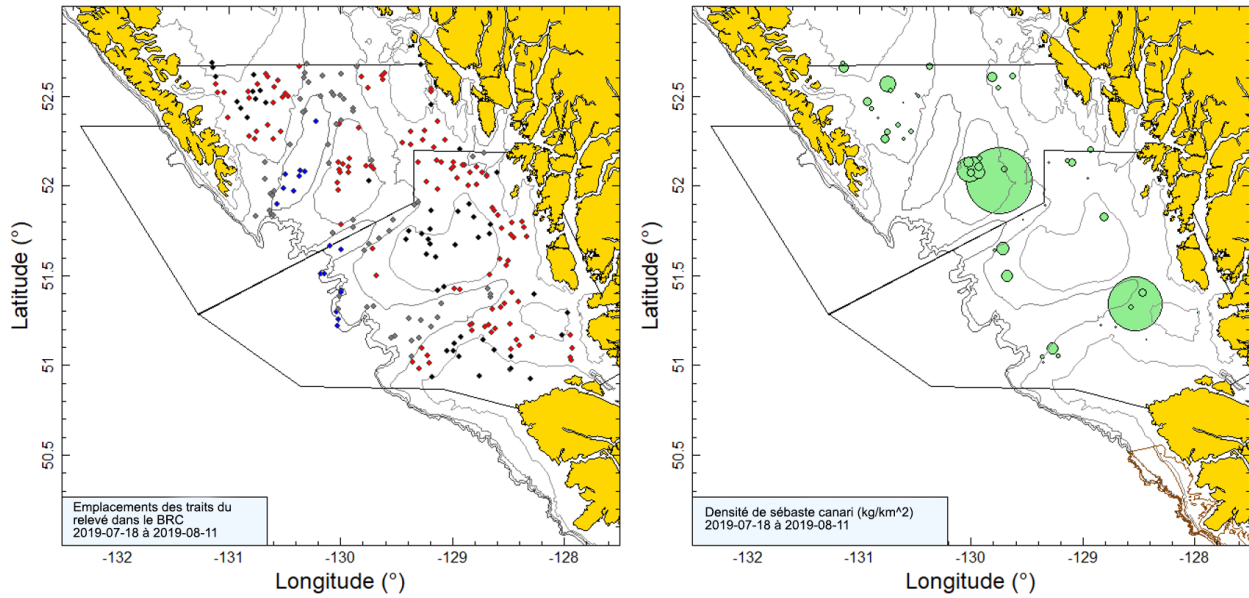 Latitude (°)
52.5
52
51.5
51
50.5
Emplacements des traits du
relevé dans le BRC
2019-07-18 à 2019-08-11
-132
-131
-130
-129
-128
Longitude (°)
Latitude (°)
52.5
52
51.5
51
50.5
Densité de sébaste canari (kg/km^2)
2019-07-18 à 2019-08-11
-132
-131
-130
-129
-128
Longitude (°)